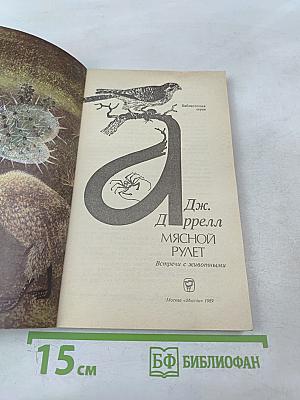 Библиотечная
серия
Дж.
Даррелл
МЯСНОЙ
РУЛЕТ
Встречи с животными
Москва «Мысль» 1989
15 см
БФ БИБЛИОФАН